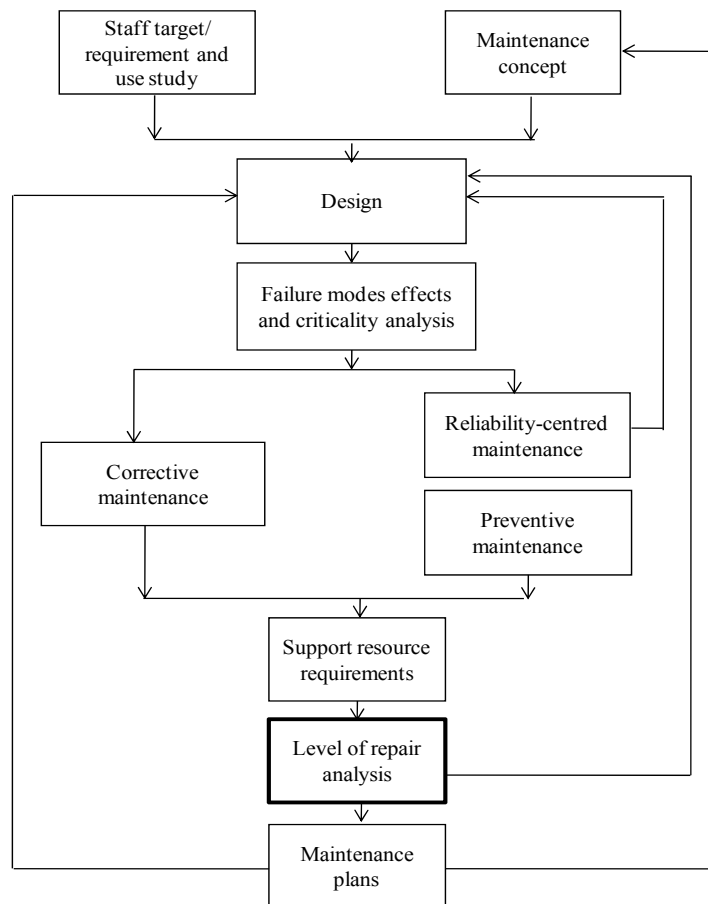 Staff target/
requirement and
use study
Maintenance
concept
Design
Failure modes effects
and criticality analysis
Reliability-centred
maintenance
Corrective
maintenance
Preventive
maintenance
Support resource
requirements
Level of repair
analysis
Maintenance
plans